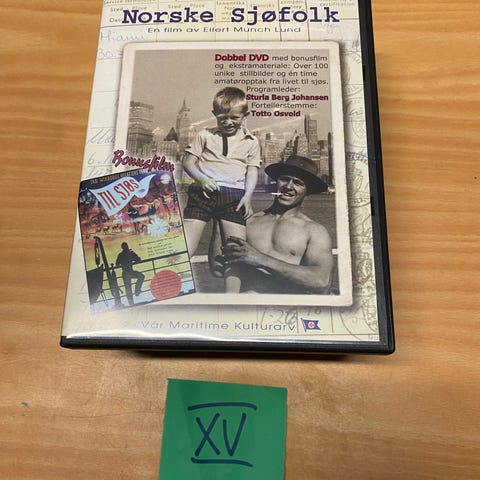 Norske Sjøfolk
En film av Ellert Munch Lund
Dobbel DVD med bonusfilm
og ekstramateriale: Over 100
unike stillbilder og én time
amatøropptak fra livet til sjøs.
Programleder:
Sturla Berg Johansen
Fortellerstemme:
Totto Osvold
Bonusfilm
TIL SJØS
"Vår Maritime Kulturarv
XV